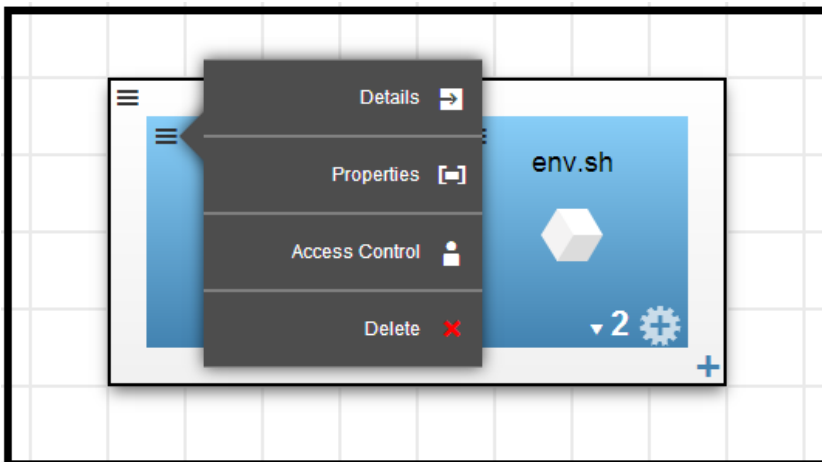 Details
Properties
env.sh
Access Control
Delete
2